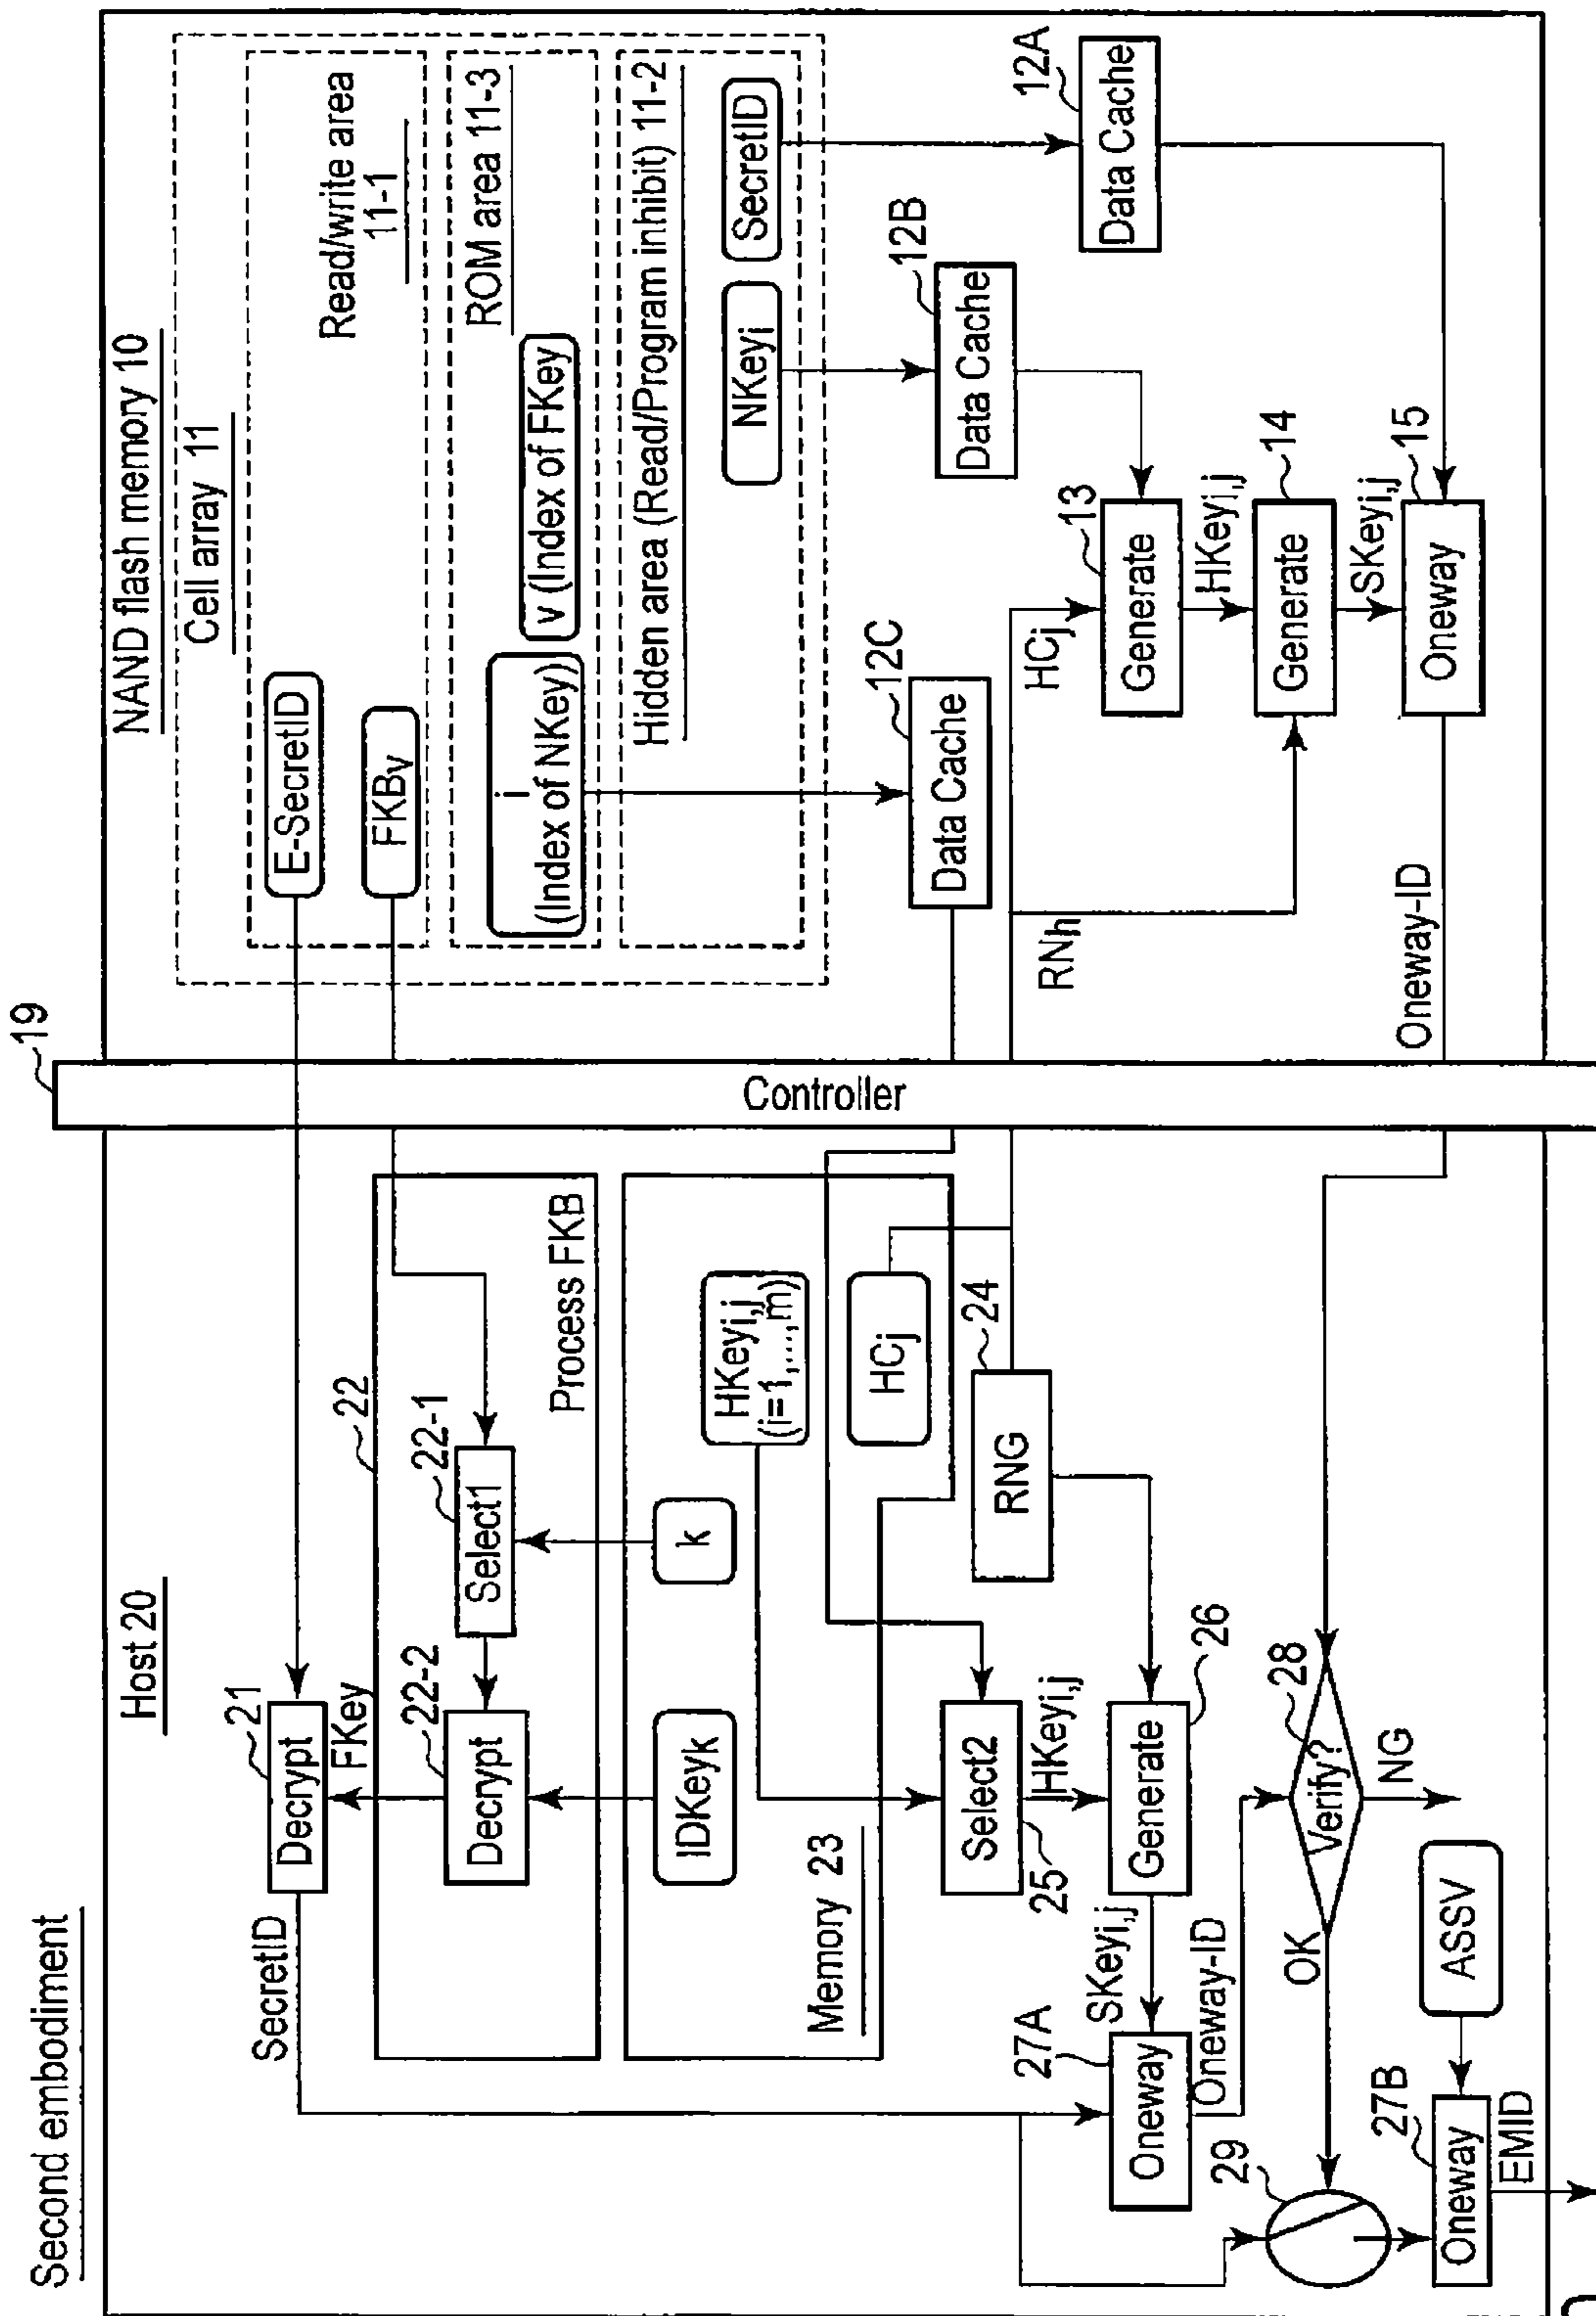 Second embodiment
Host 20
SecretID
21
Decrypt
FKey
22
22-2
Decrypt
22-1
Select1
Process FKB
IDKeyk
k
Memory 23
HKeyi,j
(i=1,...,m)
HCj
24
RNG
Select2
25
HKeyi,j
26
Generate
SKeyi,j
27A
Oneway
Oneway-ID
28
Verify?
OK
NG
29
ASSV
27B
Oneway
EMID
19
Controller
NAND flash memory 10
Cell array 11
E-SecretID
Read/write area
11-1
FKBv
ROM area 11-3
i
(Index of NKey)
v (Index of FKey)
Hidden area (Read/Program inhibit) 11-2
NKeyi
SecretID
12C
Data Cache
12B
Data Cache
12A
Data Cache
RNh
HCj
13
Generate
HKeyi,j
14
Generate
SKeyi,j
15
Oneway
Oneway-ID